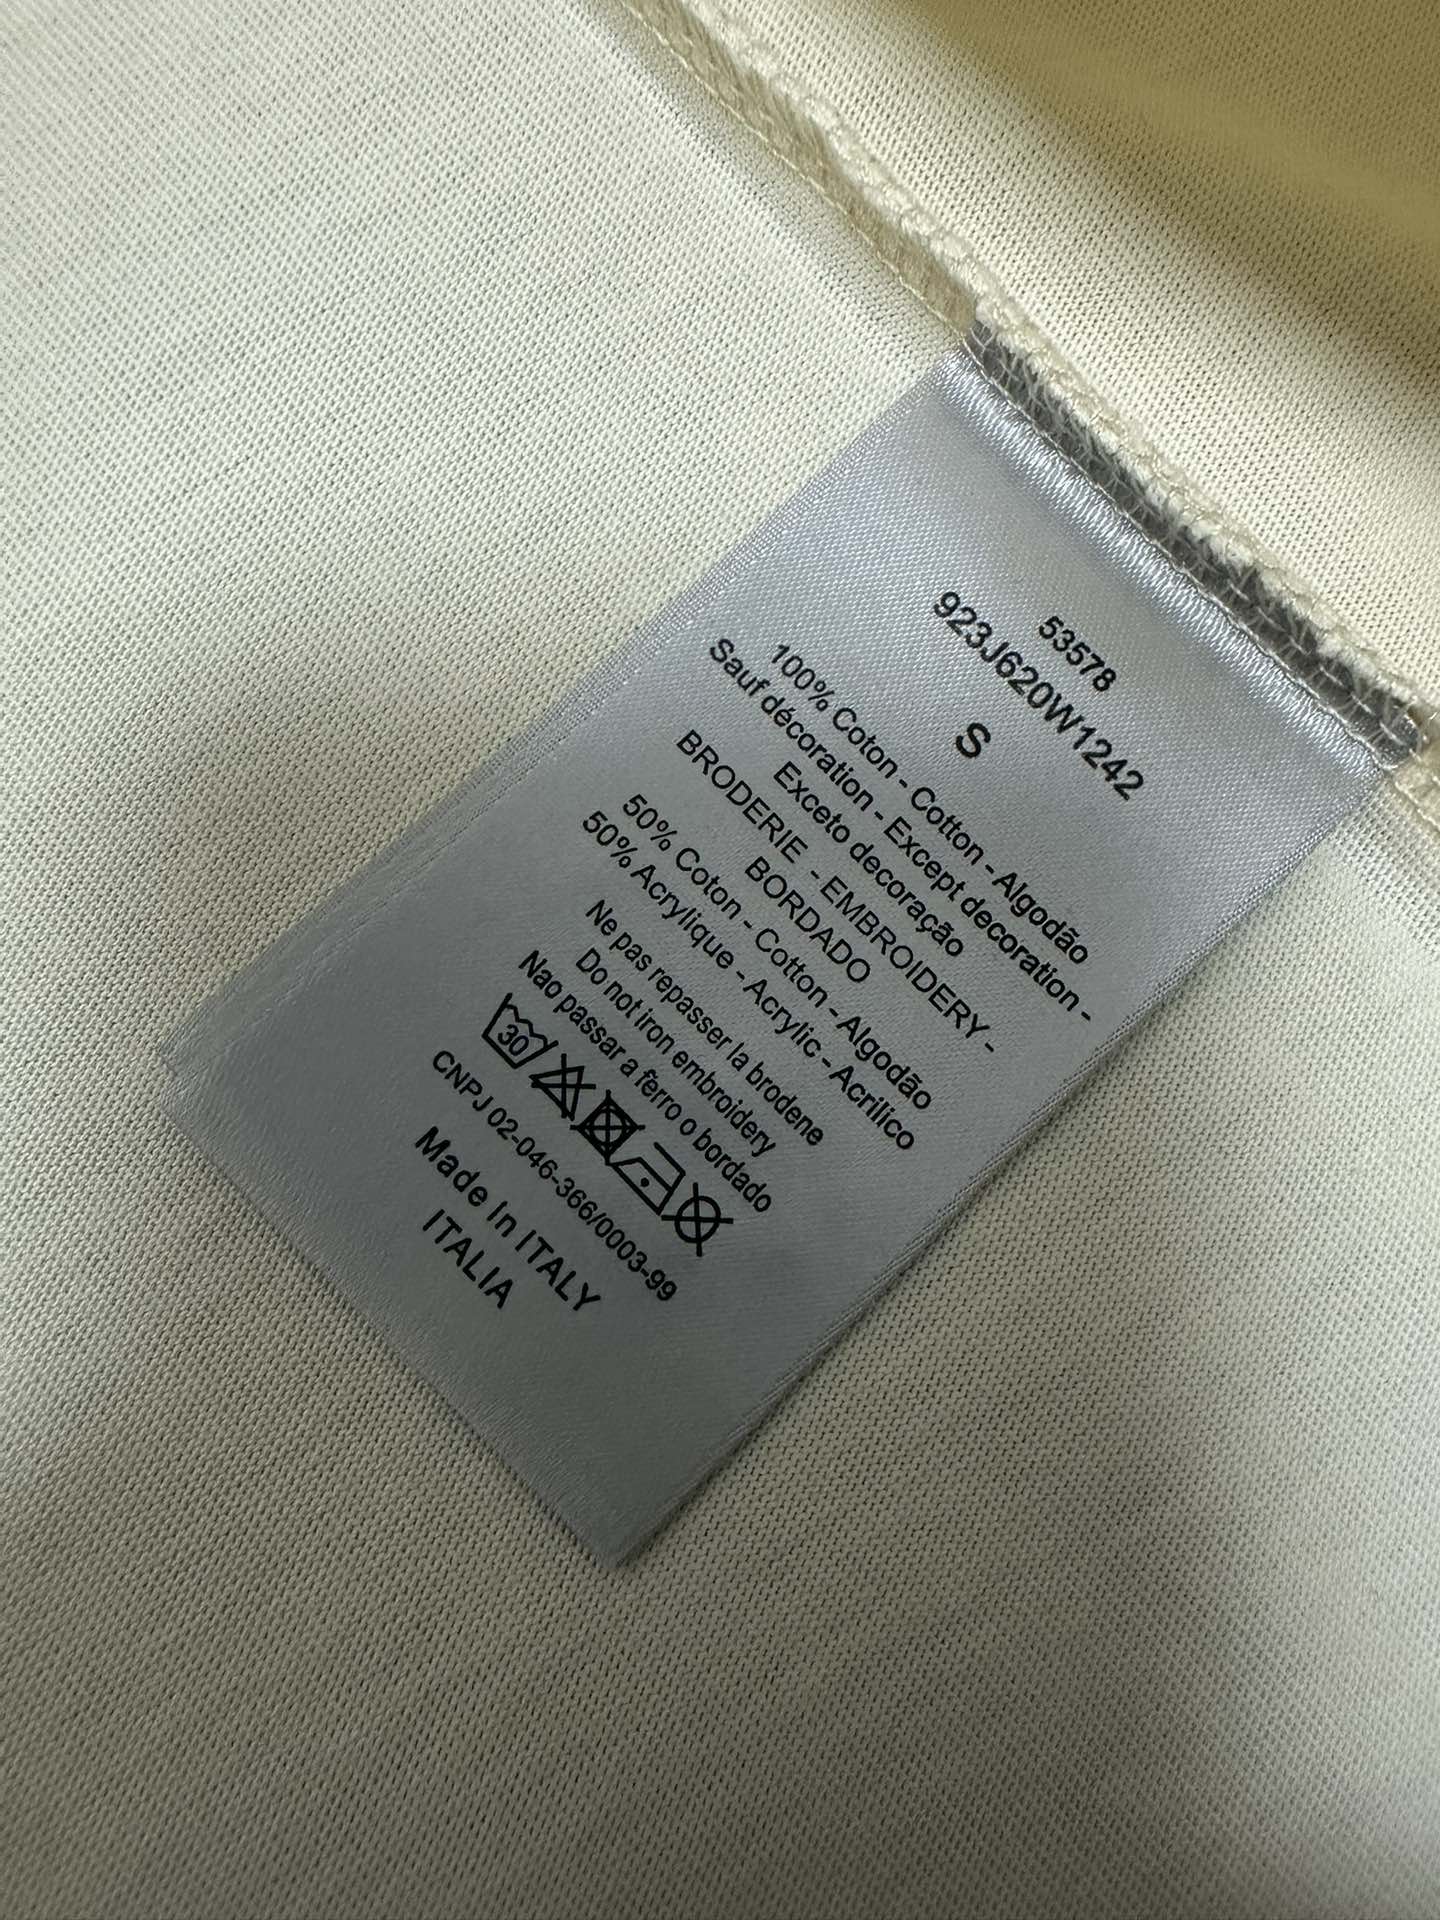 53578
923J620W1242
S
100% Coton - Cotton - Algodão
Sauf décoration - Except decoration -
Exceto decoração
BRODERIE - EMBROIDERY -
BORDADO
50% Coton - Cotton - Algodão
50% Acrylique - Acrylic - Acrilico
Ne pas repasser la brodene
Do not iron embroidery
Nao passar a fèrro o bordado
30
CNPJ 02-046-366/0003-99
Made In ITALY
ITALIA